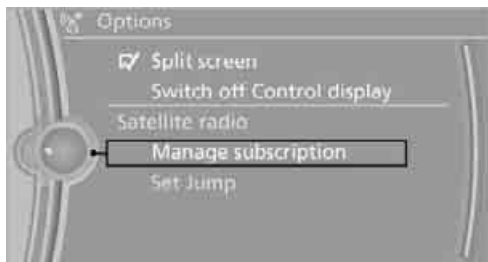 Options
Split screen
Switch off Control display
Satellite radio
Manage subscription
Set Jump